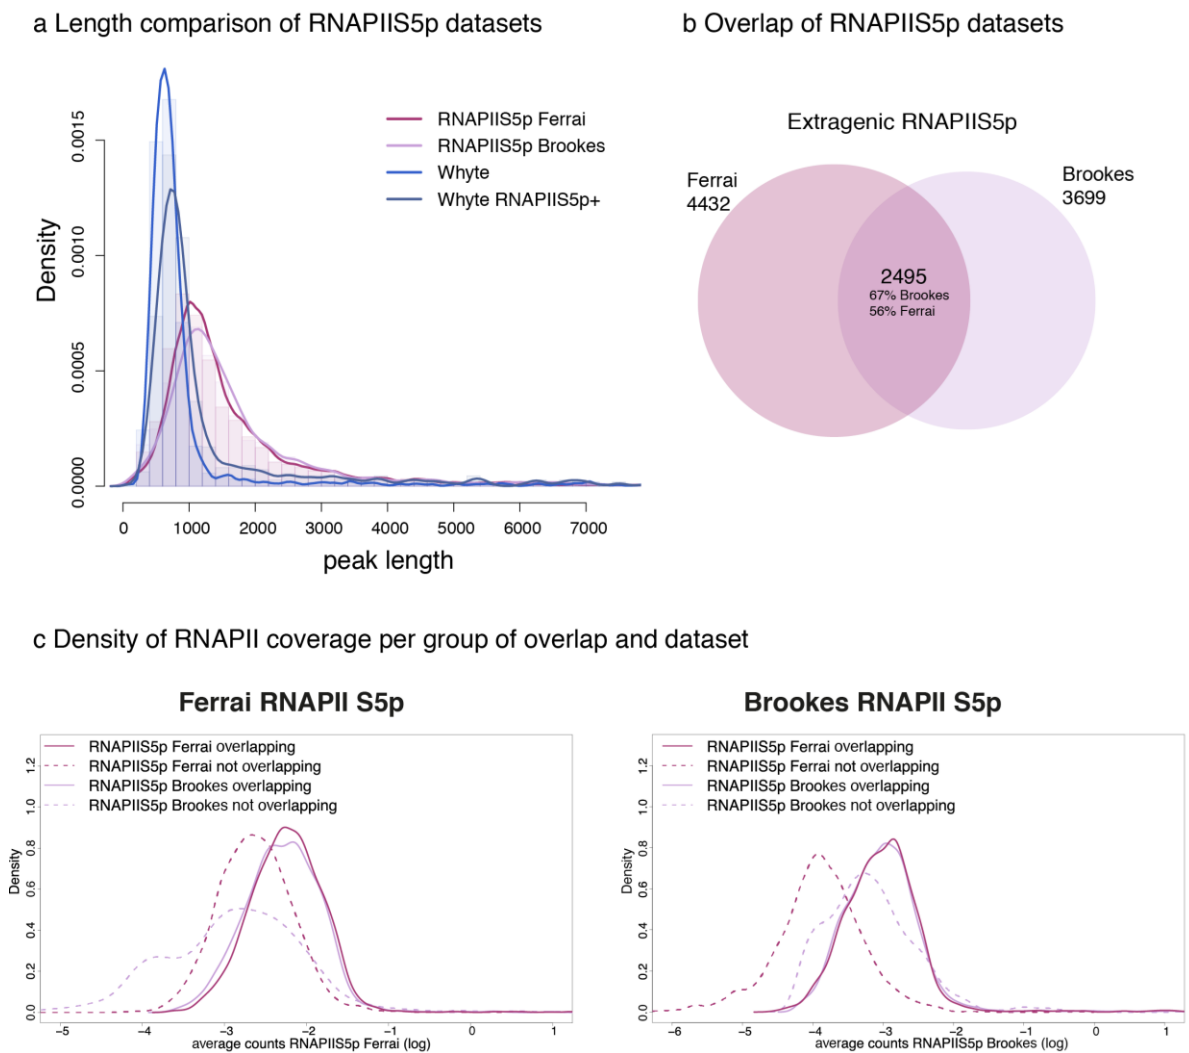 a Length comparison of RNAPIIS5p datasets
b Overlap of RNAPIIS5p datasets
RNAPIIS5p Ferrai
RNAPIIS5p Brookes
Whyte
Whyte RNAPIIS5p+
Density
0.0000
0.0005
0.0010
0.0015
0
1000
2000
3000
4000
5000
6000
7000
peak length
Extragenic RNAPIIS5p
Ferrai
4432
Brookes
3699
2495
67% Brookes
56% Ferrai
c Density of RNAPII coverage per group of overlap and dataset
Ferrai RNAPII S5p
RNAPIIS5p Ferrai overlapping
RNAPIIS5p Ferrai not overlapping
RNAPIIS5p Brookes overlapping
RNAPIIS5p Brookes not overlapping
Density
0.0
0.2
0.4
0.6
0.8
1.0
1.2
−5
−4
−3
−2
−1
0
1
average counts RNAPIIS5p Ferrai (log)
Brookes RNAPII S5p
RNAPIIS5p Ferrai overlapping
RNAPIIS5p Ferrai not overlapping
RNAPIIS5p Brookes overlapping
RNAPIIS5p Brookes not overlapping
Density
0.0
0.2
0.4
0.6
0.8
1.0
1.2
−6
−5
−4
−3
−2
−1
0
1
average counts RNAPIIS5p Brookes (log)